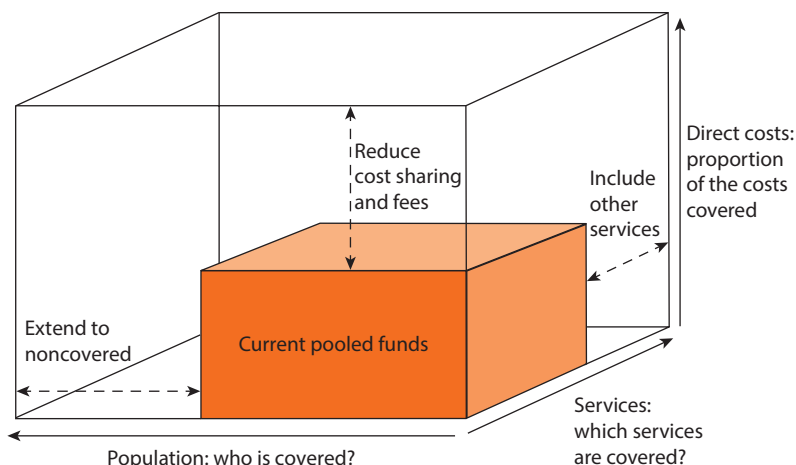 Reduce
cost sharing
and fees
Include
other
services
Direct costs:
proportion
of the costs
covered
Extend to
noncovered
Current pooled funds
Services:
which services
are covered?
Population: who is covered?